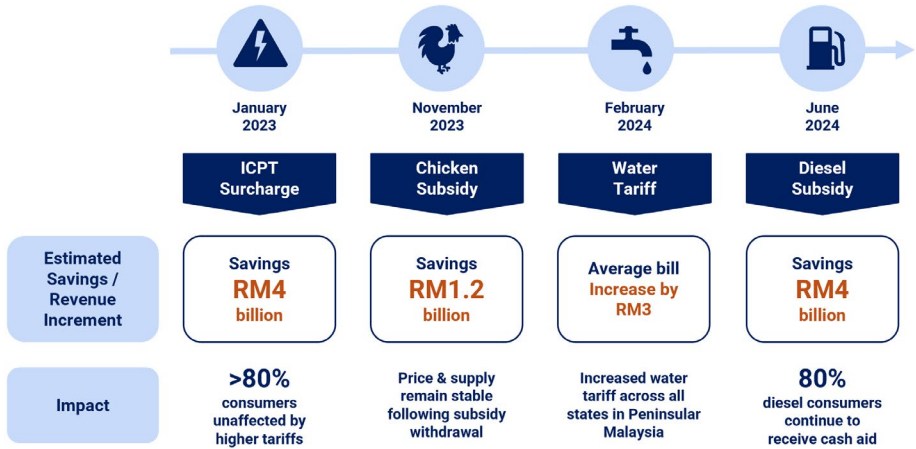 January
2023
November
2023
February
2024
June
2024
ICPT
Surcharge
Chicken
Subsidy
Water
Tariff
Diesel
Subsidy
Estimated
Savings /
Revenue
Increment
Savings
RM4
billion
Savings
RM1.2
billion
Average bill
Increase by
RM3
Savings
RM4
billion
Impact
>80%
consumers
unaffected by
higher tariffs
Price & supply
remain stable
following subsidy
withdrawal
Increased water
tariff across all
states in Peninsular
Malaysia
80%
diesel consumers
continue to
receive cash aid